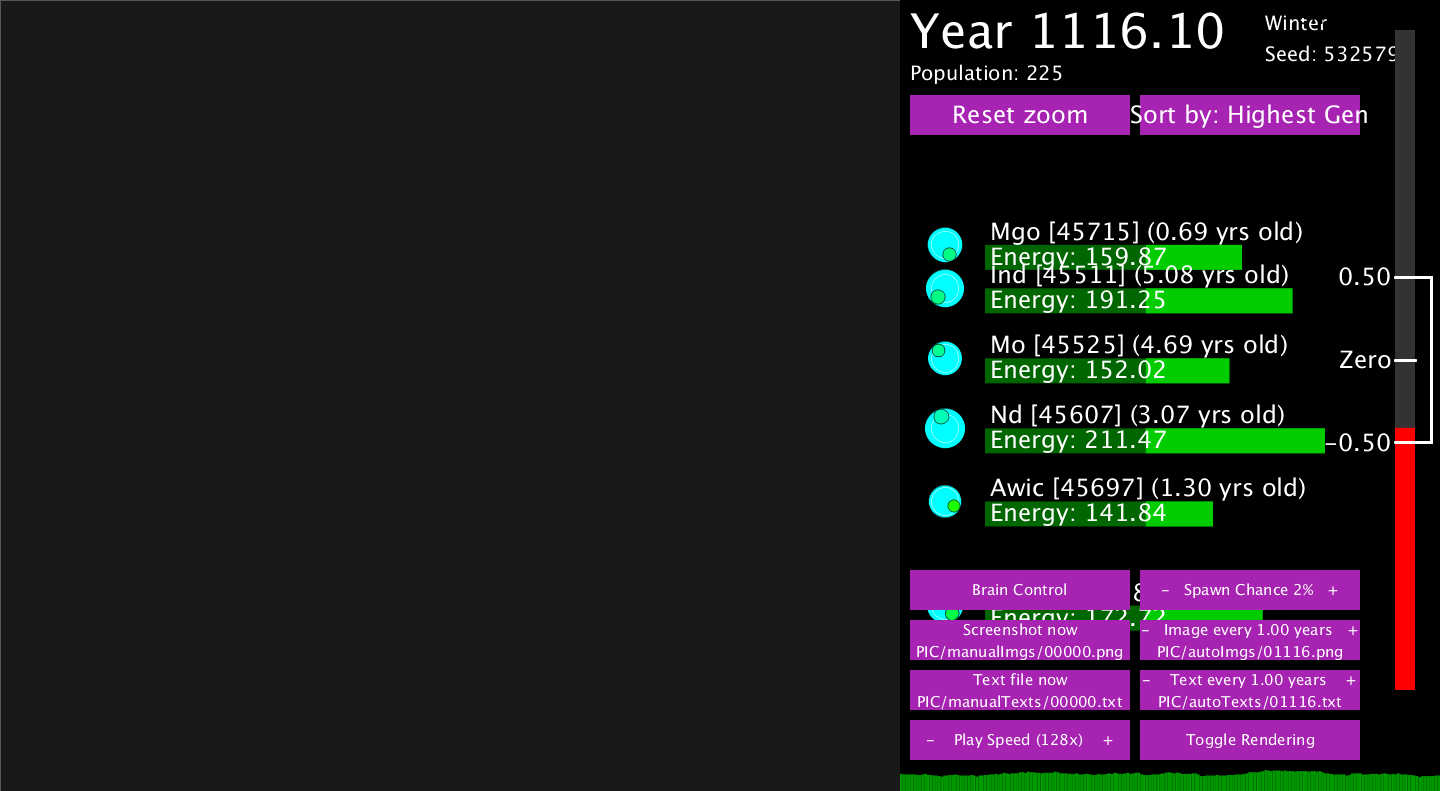 Year 1116.10
Winter
Seed: 532579
Population: 225
Reset zoom
Sort by: Highest Gen
Mgo [45715] (0.69 yrs old)
Energy: 159.87
Ind [45511] (5.08 yrs old)
Energy: 191.25
0.50
Mo [45525] (4.69 yrs old)
Energy: 152.02
Zero
Nd [45607] (3.07 yrs old)
Energy: 211.47
-0.50
Awic [45697] (1.30 yrs old)
Energy: 141.84
Brain Control
- Spawn Chance 2% +
Energy: 172.72
Screenshot now
PIC/manualImgs/00000.png
- Image every 1.00 years +
PIC/autoImgs/01116.png
Text file now
PIC/manualTexts/00000.txt
- Text every 1.00 years +
PIC/autoTexts/01116.txt
- Play Speed (128x) +
Toggle Rendering